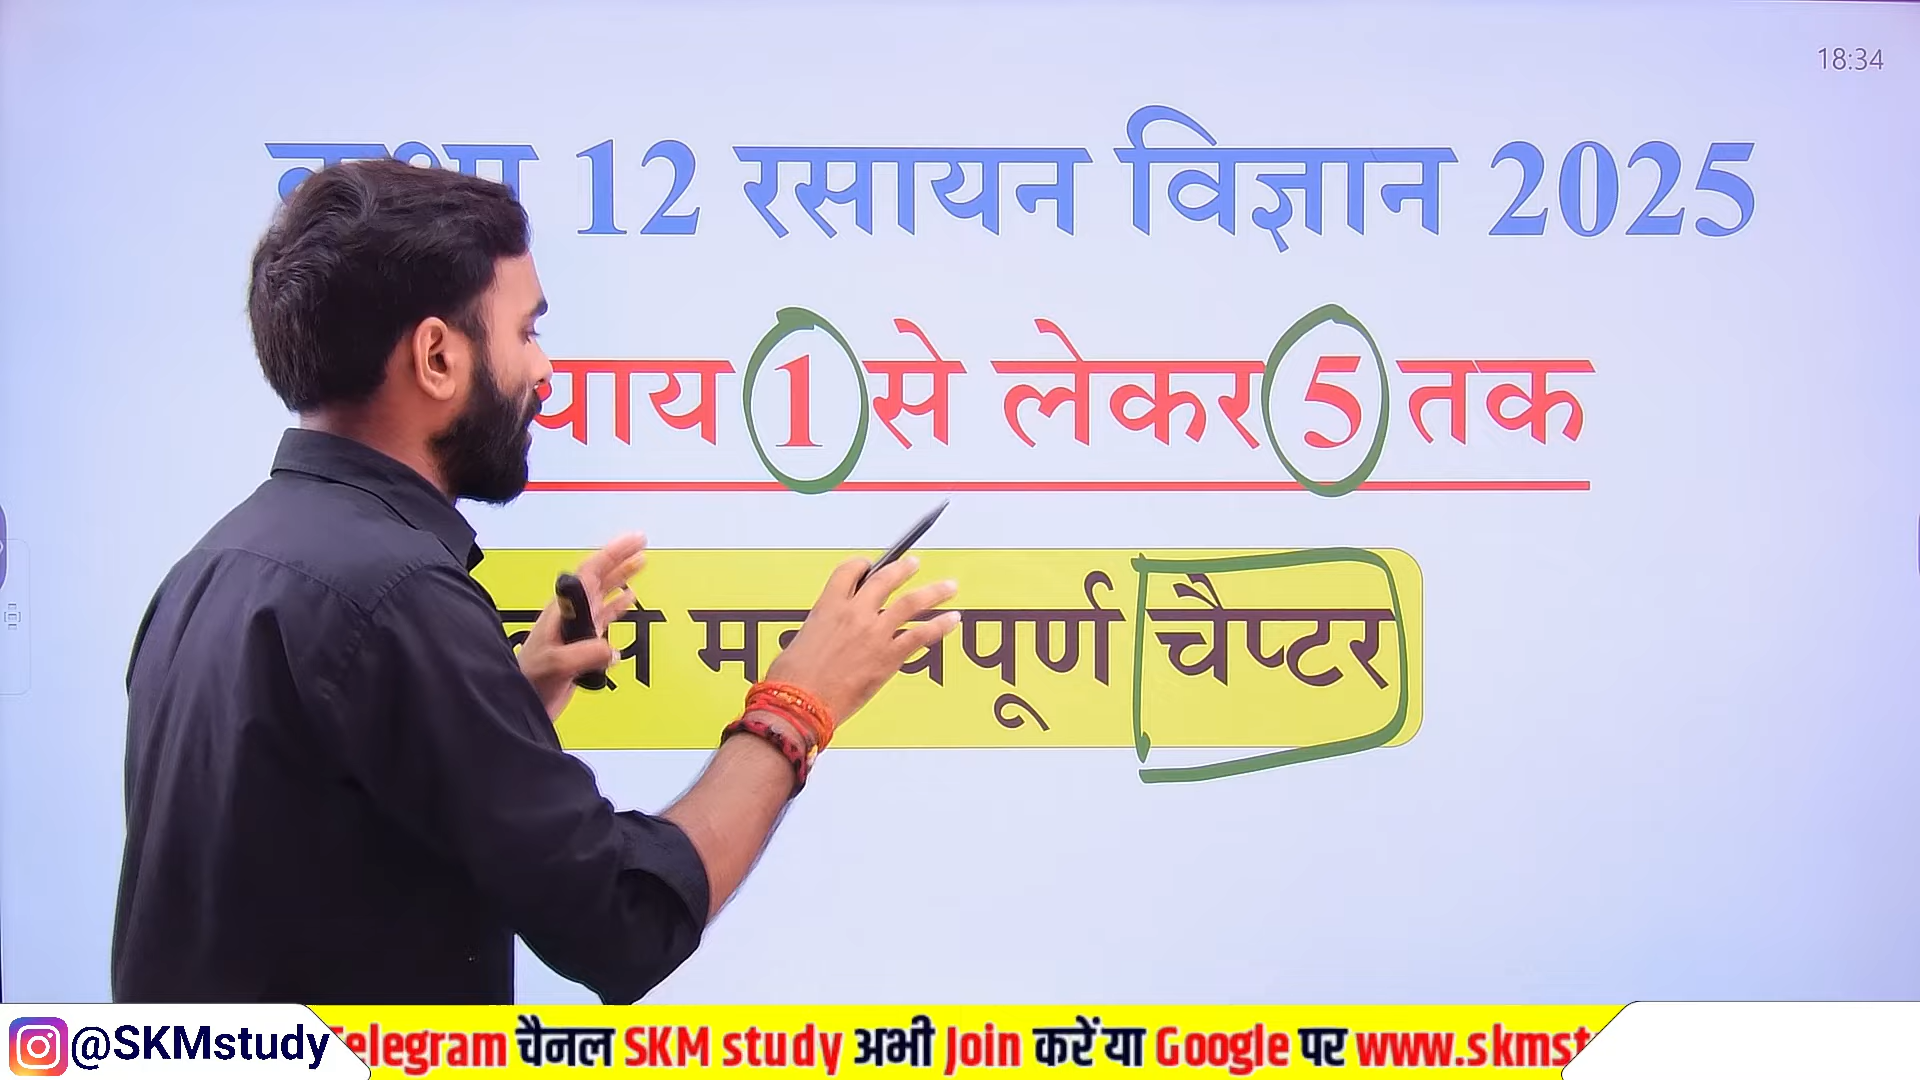 18:34
12 रसायन विज्ञान 2025
1 से लेकर 5 तक
चैप्टर
@SKMstudy
Telegram चैनल SKM study अभी Join करें या Google पर www.skmst